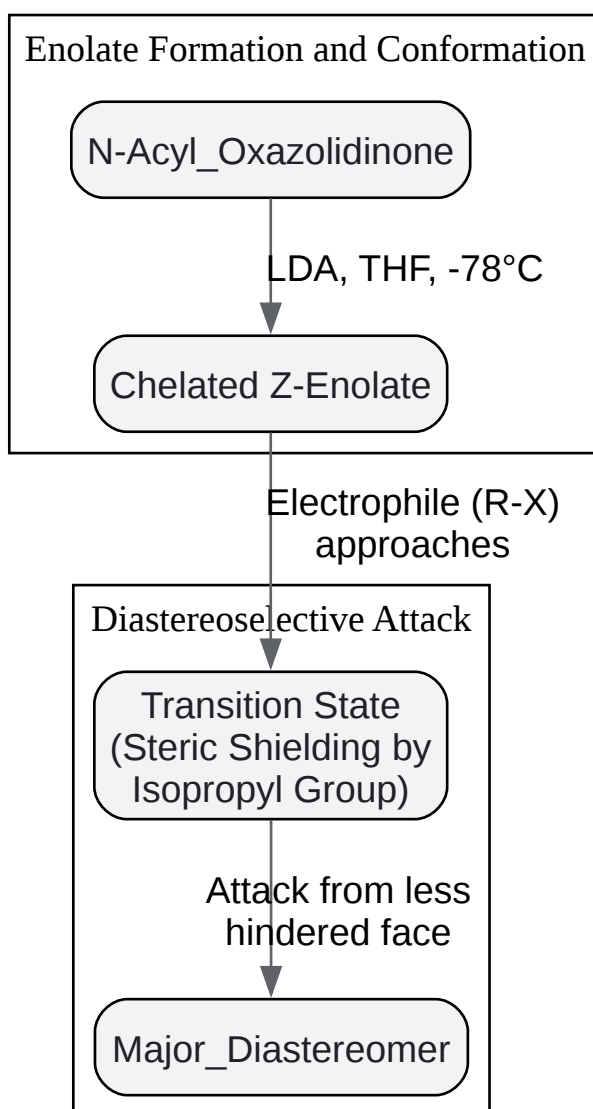 Enolate Formation and Conformation
N-Acyl_Oxazolidinone
LDA, THF, -78°C
Chelated Z-Enolate
Electrophile (R-X)
approaches
Diastereoselective Attack
Transition State
(Steric Shielding by
Isopropyl Group)
Attack from less
hindered face
Major_Diastereomer